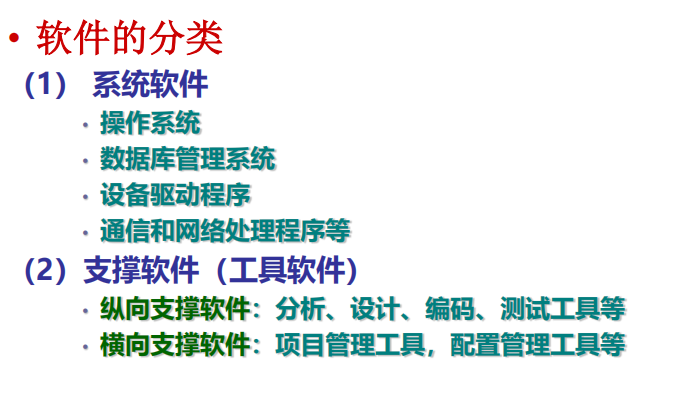 • 软件的分类
（1） 系统软件
• 操作系统
• 数据库管理系统
• 设备驱动程序
• 通信和网络处理程序等
（2）支撑软件（工具软件）
• 纵向支撑软件：分析、设计、编码、测试工具等
• 横向支撑软件：项目管理工具，配置管理工具等